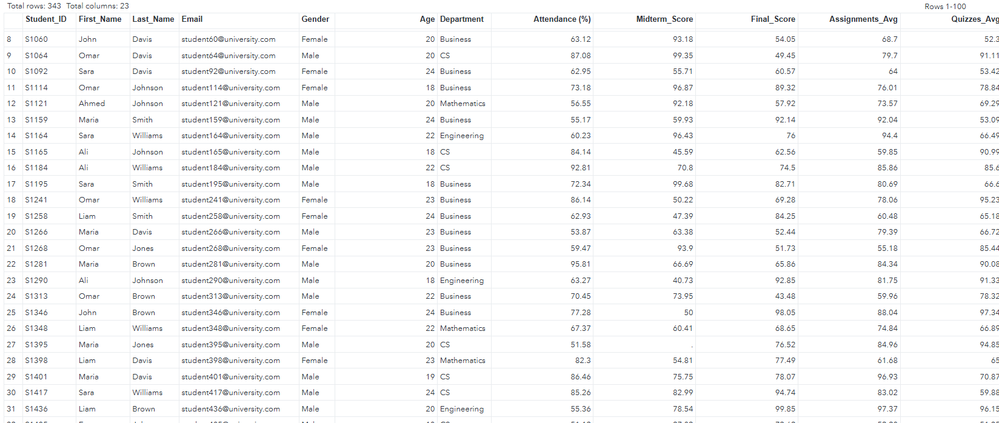 Total rows: 343 Total columns: 23 Rows 1-100
Student_ID First_Name Last_Name Email Gender Age Department Attendance (%) Midterm_Score Final_Score Assignments_Avg Quizzes_Avg
8 S1060 John Davis student60@university.com Female 20 Business 63.12 93.18 54.05 68.7 52.3
9 S1064 Omar Davis student64@university.com Male 20 CS 87.08 99.35 49.45 79.7 91.11
10 S1092 Sara Davis student92@university.com Female 24 Business 62.95 55.71 60.57 64 53.42
11 S1114 Omar Johnson student114@university.com Female 18 Business 73.18 96.87 89.32 76.01 78.84
12 S1121 Ahmed Johnson student121@university.com Male 20 Mathematics 56.55 92.18 57.92 73.57 69.29
13 S1159 Maria Smith student159@university.com Male 24 Business 55.17 59.93 92.14 92.04 53.09
14 S1164 Sara Williams student164@university.com Male 22 Engineering 60.23 96.43 76 94.4 66.49
15 S1165 Ali Johnson student165@university.com Male 18 CS 84.14 45.59 62.56 59.85 90.99
16 S1184 Ali Williams student184@university.com Male 22 CS 92.81 70.8 74.5 85.86 85.6
17 S1195 Sara Smith student195@university.com Male 18 Business 72.34 99.68 82.71 80.69 66.6
18 S1241 Omar Williams student241@university.com Female 23 Business 86.14 50.22 69.28 78.06 95.23
19 S1258 Liam Smith student258@university.com Female 24 Business 62.93 47.39 84.25 60.48 65.18
20 S1266 Maria Davis student266@university.com Male 23 Business 53.87 63.38 52.44 79.39 66.72
21 S1268 Omar Jones student268@university.com Female 23 Business 59.47 93.9 51.73 55.18 85.44
22 S1281 Maria Brown student281@university.com Male 20 Business 95.81 66.69 65.86 84.34 90.08
23 S1290 Ali Johnson student290@university.com Male 18 Engineering 63.27 40.73 92.85 81.75 91.33
24 S1313 Omar Brown student313@university.com Male 22 Business 70.45 73.95 43.48 59.96 78.32
25 S1346 John Brown student346@university.com Female 24 Business 77.28 50 98.05 88.04 97.34
26 S1348 Liam Williams student348@university.com Female 22 Mathematics 67.37 60.41 68.65 74.84 66.89
27 S1395 Maria Jones student395@university.com Male 20 CS 51.58 . 76.52 84.96 94.85
28 S1398 Liam Davis student398@university.com Female 23 Mathematics 82.3 54.81 77.49 61.68 65
29 S1401 Maria Davis student401@university.com Male 19 CS 86.46 75.75 78.07 96.93 70.87
30 S1417 Sara Williams student417@university.com Male 24 CS 85.26 82.99 94.74 83.02 59.88
31 S1436 Liam Brown student436@university.com Male 20 Engineering 55.36 78.54 99.85 97.37 96.15